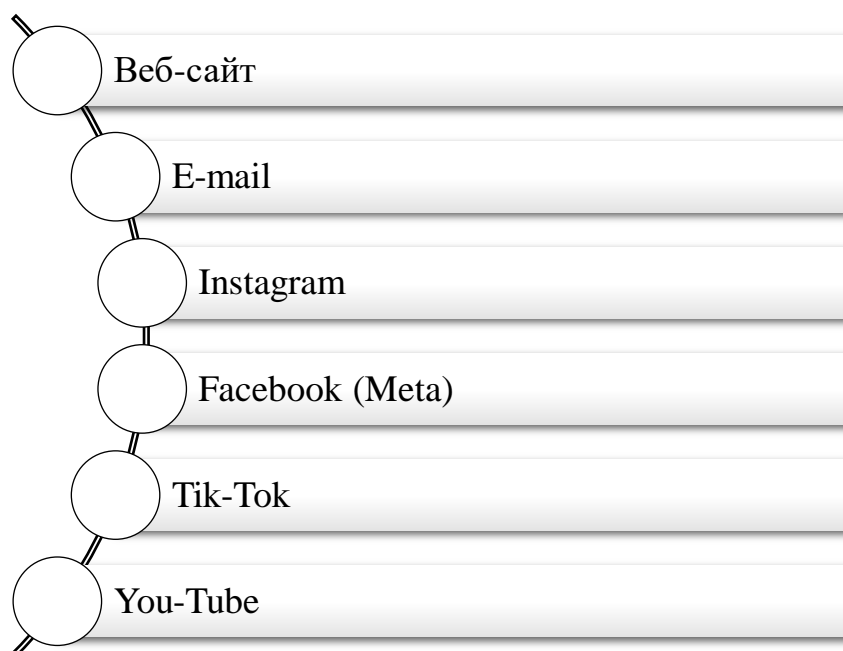 Веб-сайт
E-mail
Instagram
Facebook (Meta)
Tik-Tok
You-Tube